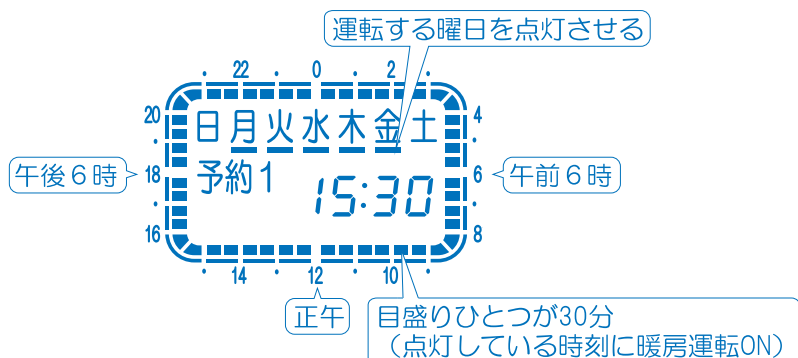 運転する曜日を点灯させる
22 ・ 0 ・ 2
20
4
日月火水木金土
午後6時
18
予約1
15:30
6
午前6時
16
8
14 ・ 12 ・ 10
正午
目盛りひとつが30分
（点灯している時刻に暖房運転ON）